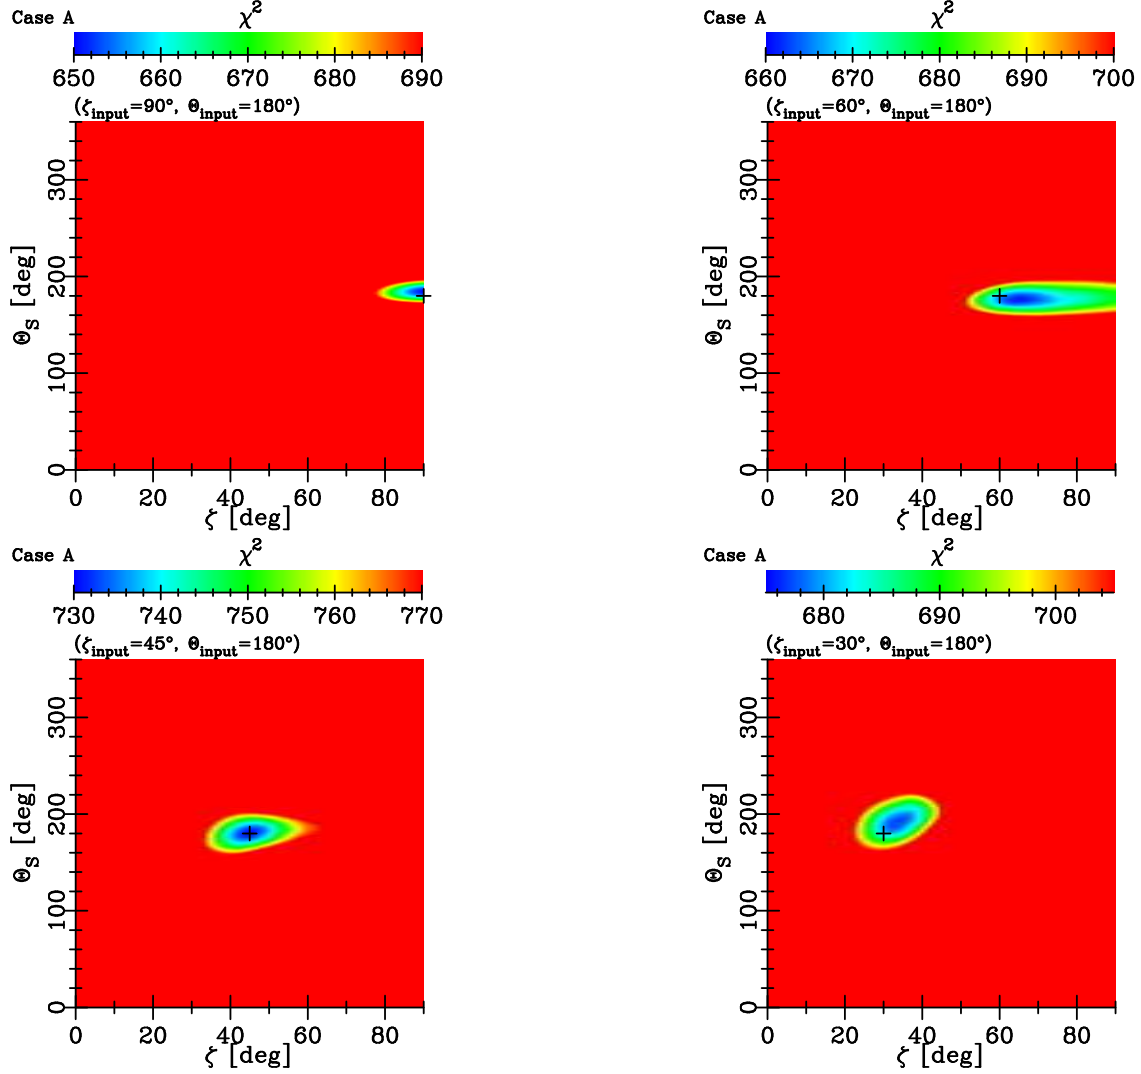 Case A χ²
650 660 670 680 690
(ζinput=90°, Θinput=180°)
300
200
100
0
ΘS [deg]
0 20 40 60 80
ζ [deg]
Case A χ²
660 670 680 690 700
(ζinput=60°, Θinput=180°)
300
200
100
0
ΘS [deg]
0 20 40 60 80
ζ [deg]
Case A χ²
730 740 750 760 770
(ζinput=45°, Θinput=180°)
300
200
100
0
ΘS [deg]
0 20 40 60 80
ζ [deg]
Case A χ²
680 690 700
(ζinput=30°, Θinput=180°)
300
200
100
0
ΘS [deg]
0 20 40 60 80
ζ [deg]